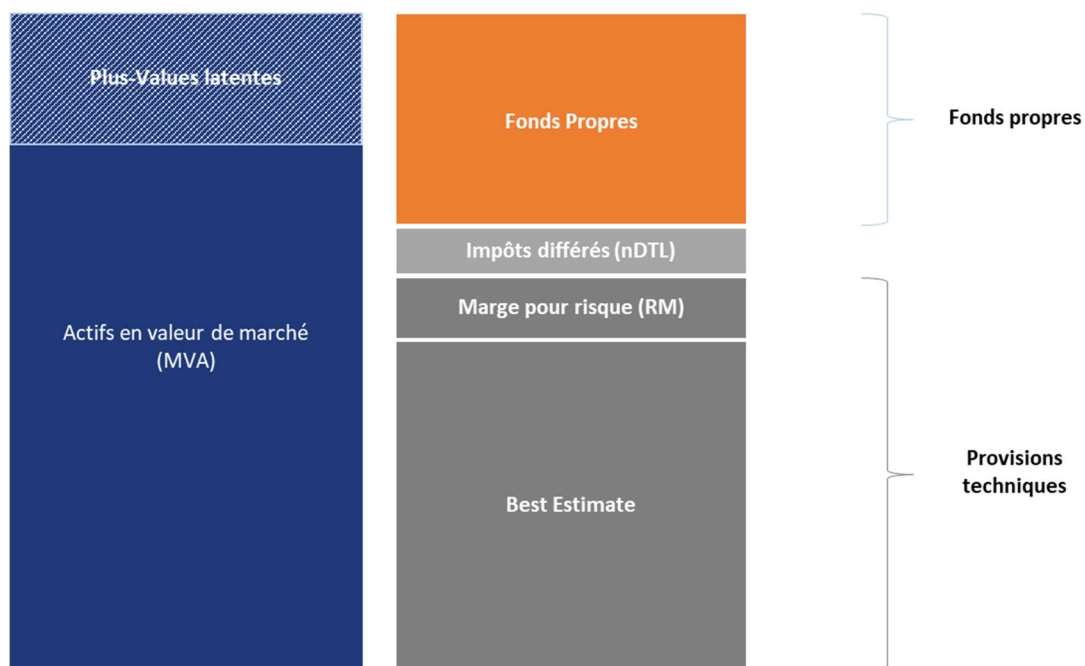 Plus-Values latentes
Actifs en valeur de marché
(MVA)
Fonds Propres
Impôts différés (nDTL)
Marge pour risque (RM)
Best Estimate
Fonds propres
Provisions
techniques